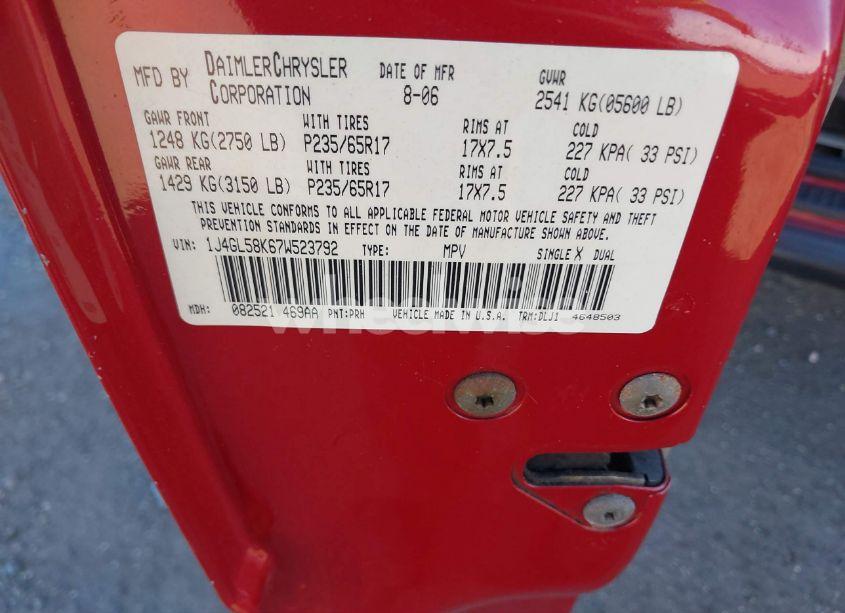 MFD BY DAIMLERCHRYSLER CORPORATION DATE OF MFR 8-06 GVWR 2541 KG(05600 LB)
GAWR FRONT WITH TIRES RIMS AT COLD
1248 KG(2750 LB) P235/65R17 17X7.5 227 KPA( 33 PSI)
GAWR REAR WITH TIRES RIMS AT COLD
1429 KG(3150 LB) P235/65R17 17X7.5 227 KPA( 33 PSI)
THIS VEHICLE CONFORMS TO ALL APPLICABLE FEDERAL MOTOR VEHICLE SAFETY AND THEFT
PREVENTION STANDARDS IN EFFECT ON THE DATE OF MANUFACTURE SHOWN ABOVE.
VIN: 1J4GL58K67W523792 TYPE: MPV SINGLE X DUAL
MDH: 082521 469AA PNT:PRH VEHICLE MADE IN U.S.A. TRM:DLJ1 4648503
wheelwise